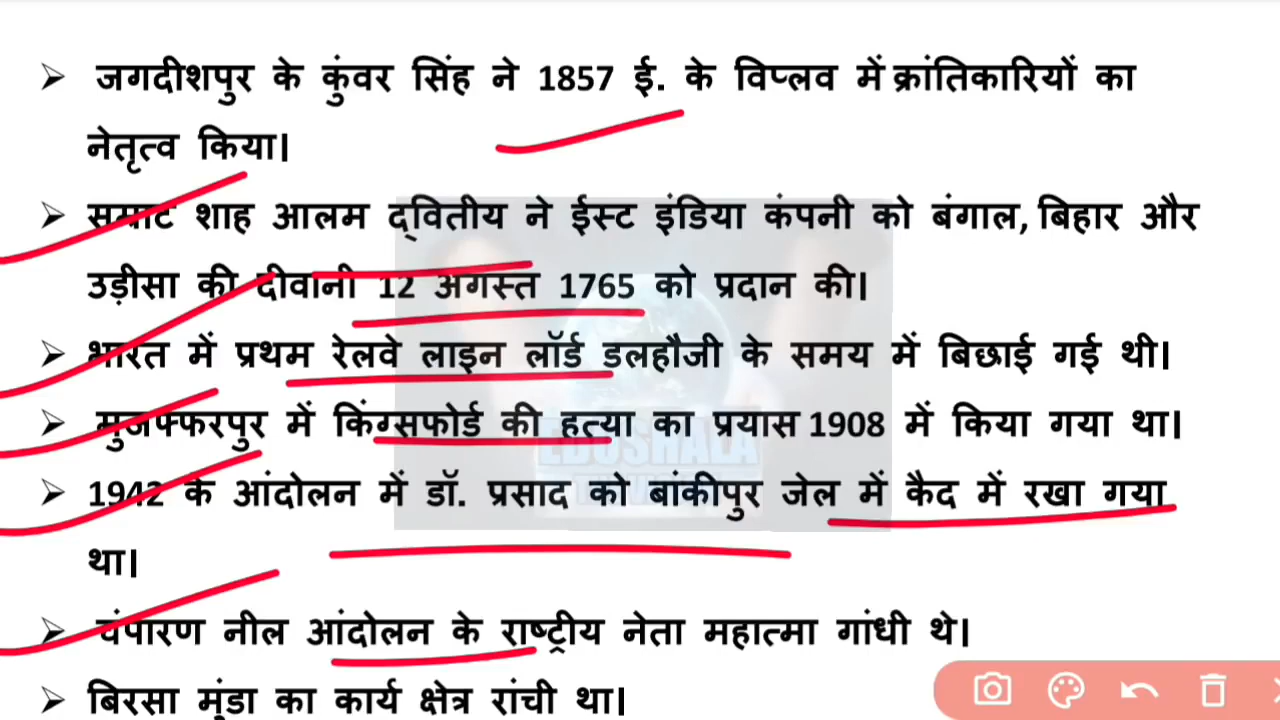 ➢ जगदीशपुर के कुंवर सिंह ने 1857 ई. के विप्लव में क्रांतिकारियों का
नेतृत्व किया।
➢ सम्राट शाह आलम द्वितीय ने ईस्ट इंडिया कंपनी को बंगाल, बिहार और
उड़ीसा की दीवानी 12 अगस्त 1765 को प्रदान की।
➢ भारत में प्रथम रेलवे लाइन लॉर्ड डलहौजी के समय में बिछाई गई थी।
➢ मुजफ्फरपुर में किंग्सफोर्ड की हत्या का प्रयास 1908 में किया गया था।
EDUSHALA
➢ 1942 के आंदोलन में डॉ. प्रसाद को बांकीपुर जेल में कैद में रखा गया
था।
➢ चंपारण नील आंदोलन के राष्ट्रीय नेता महात्मा गांधी थे।
➢ बिरसा मुंडा का कार्य क्षेत्र रांची था।